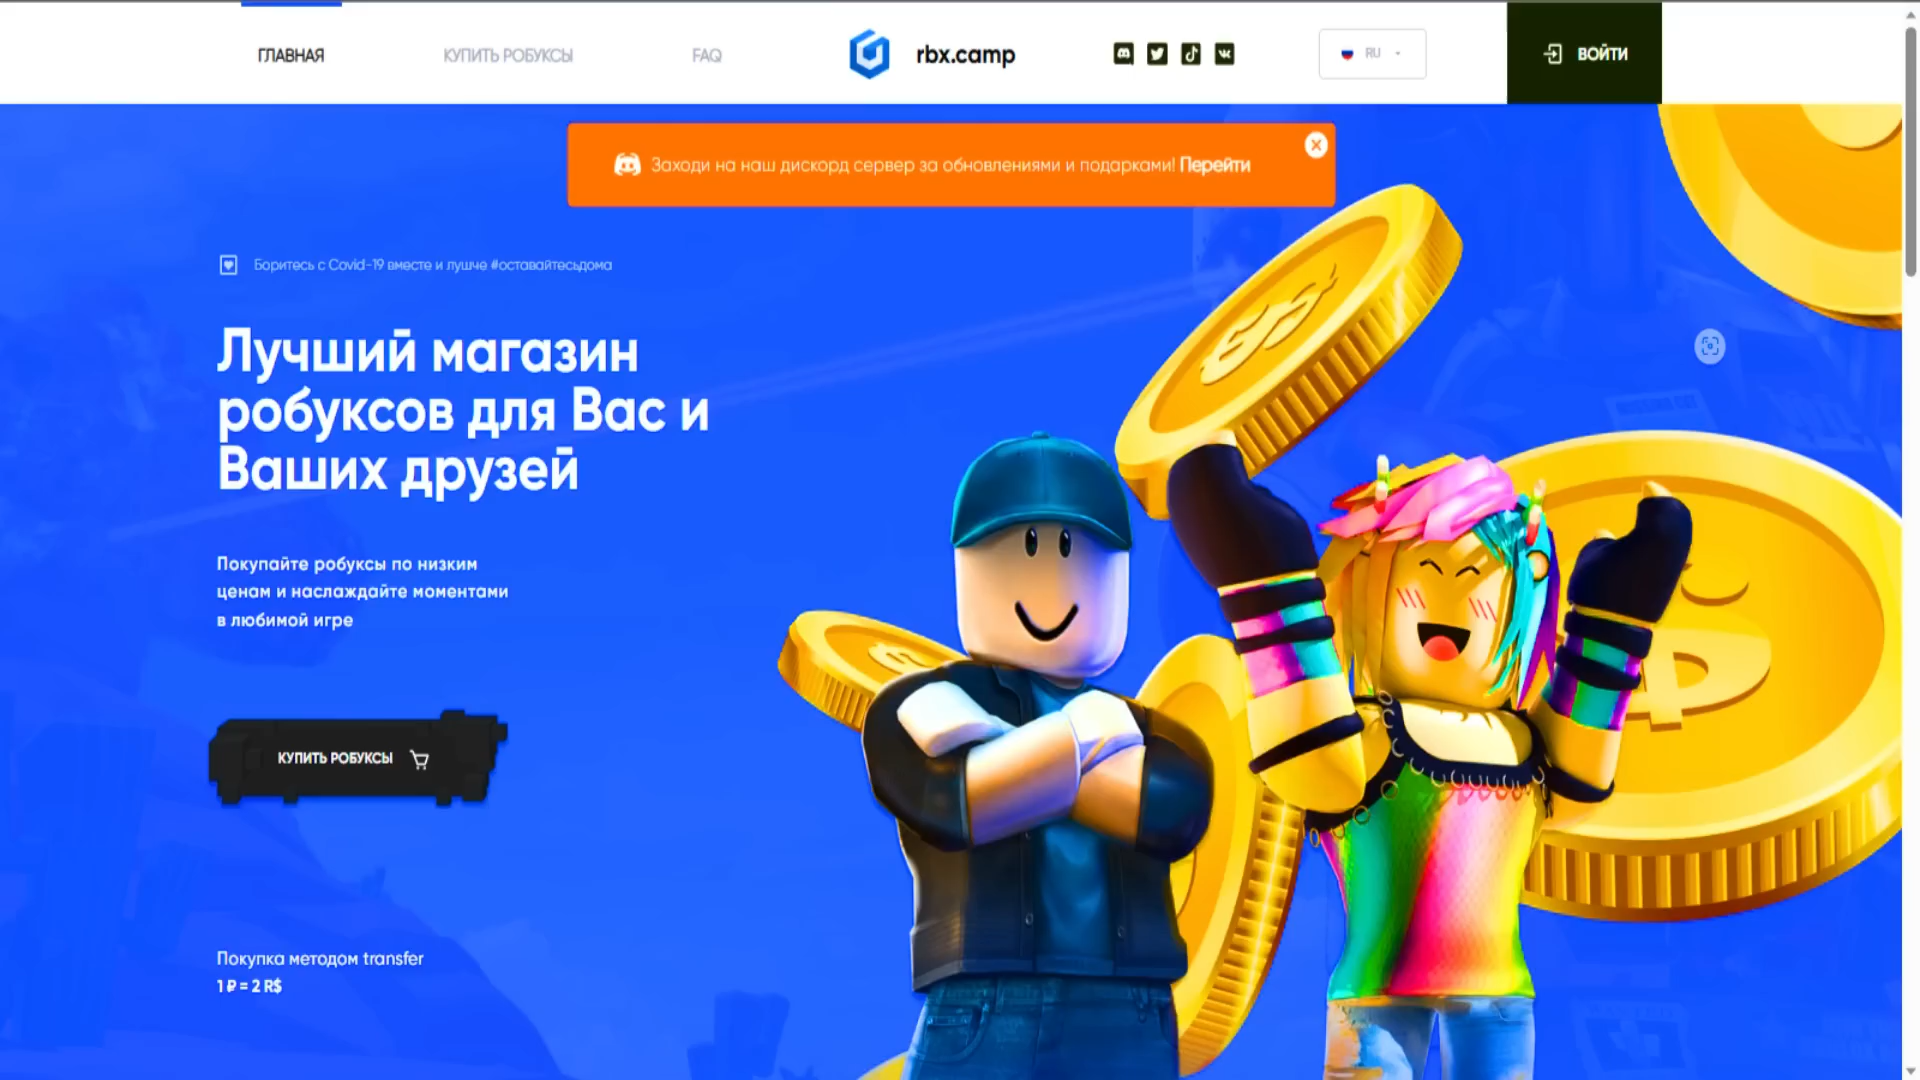 ГЛАВНАЯ
КУПИТЬ РОБУКСЫ
FAQ
rbx.camp
RU
ВОЙТИ
Заходи на наш дискорд сервер за обновлениями и подарками! Перейти
Боритесь с Covid-19 вместе и лушче #оставайтесьдома
Лучший магазин
робуксов для Вас и
Ваших друзей
Покупайте робуксы по низким
ценам и наслаждайте моментами
в любимой игре
КУПИТЬ РОБУКСЫ
Покупка методом transfer
1 ₽ = 2 R$